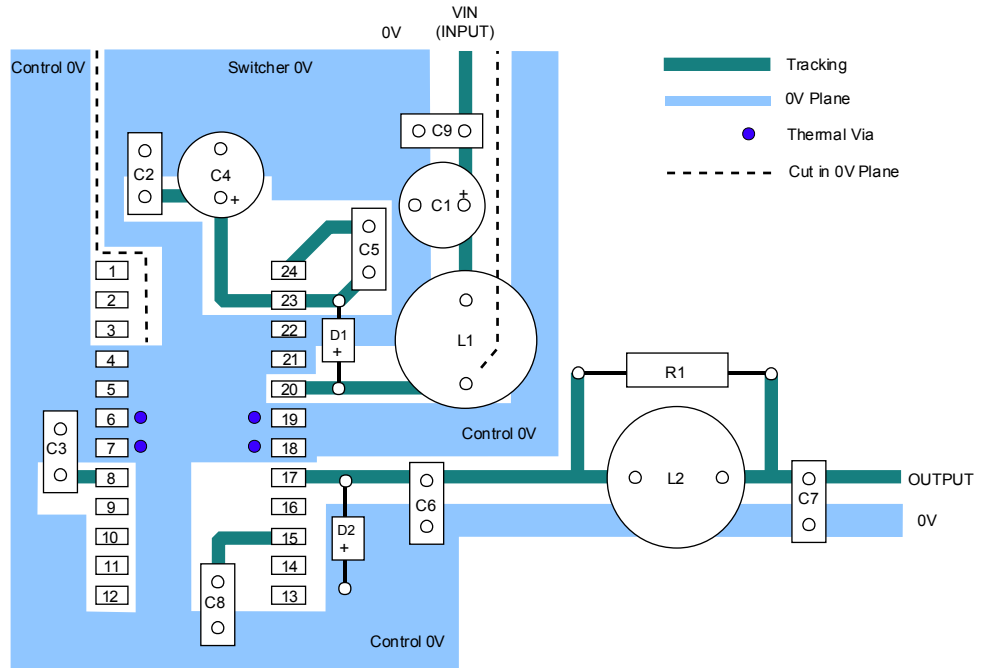 VIN
(INPUT)
0V
Control 0V
Switcher 0V
Tracking
0V Plane
Thermal Via
Cut in 0V Plane
C9
C2
C4
+
C1
+
C5
1
24
2
23
3
22
D1
+
L1
4
21
5
20
R1
6
19
7
18
Control 0V
C3
8
17
C6
L2
C7
OUTPUT
9
16
0V
10
15
D2
+
11
14
12
13
C8
Control 0V